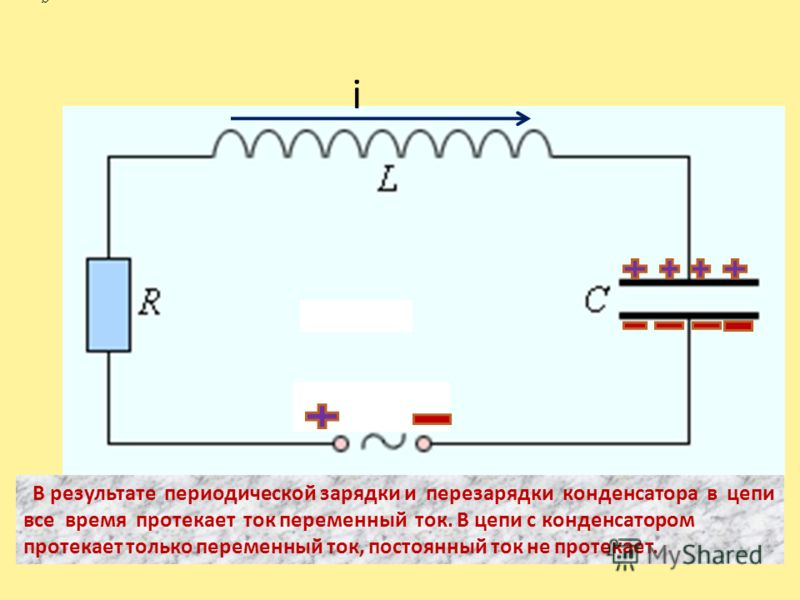 i
L
R
C
В результате периодической зарядки и перезарядки конденсатора в цепи
все время протекает ток переменный ток. В цепи с конденсатором
протекает только переменный ток, постоянный ток не протекает.
MyShared